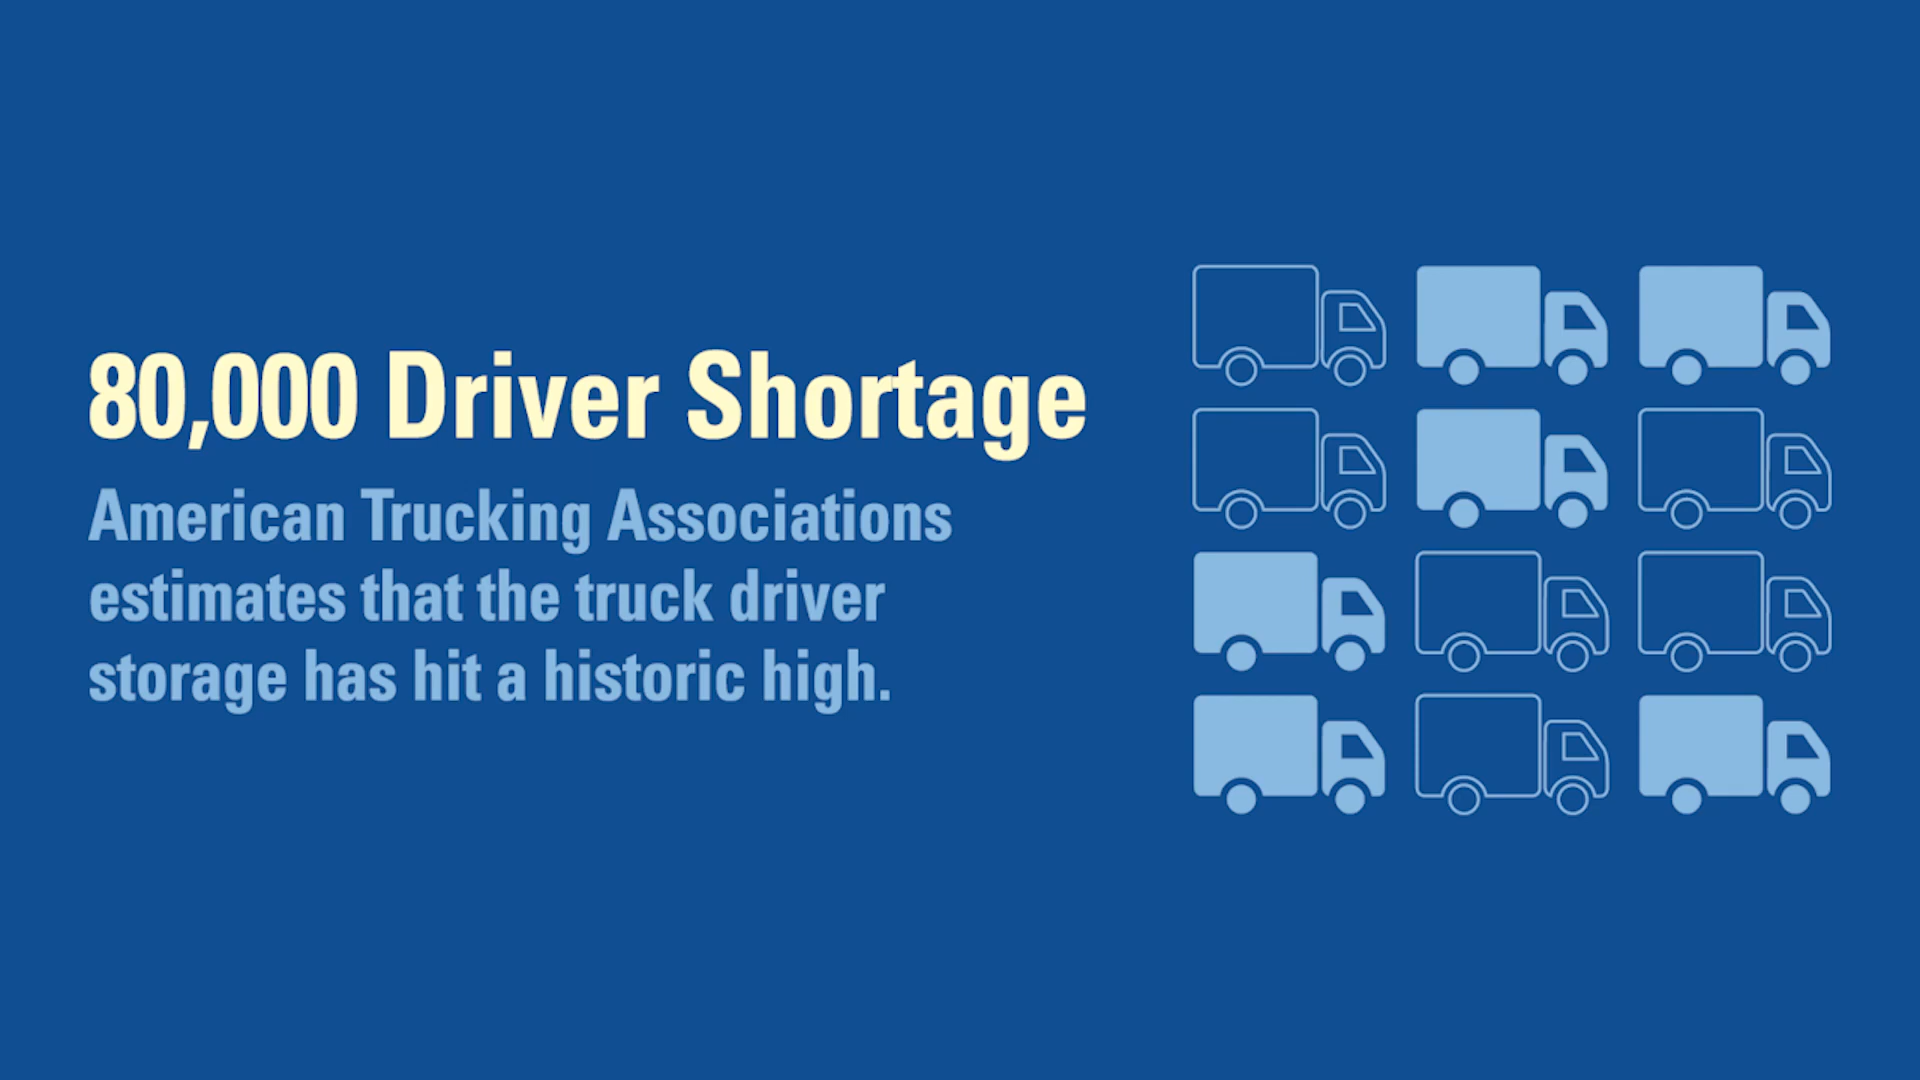 80,000 Driver Shortage
American Trucking Associations
estimates that the truck driver
storage has hit a historic high.